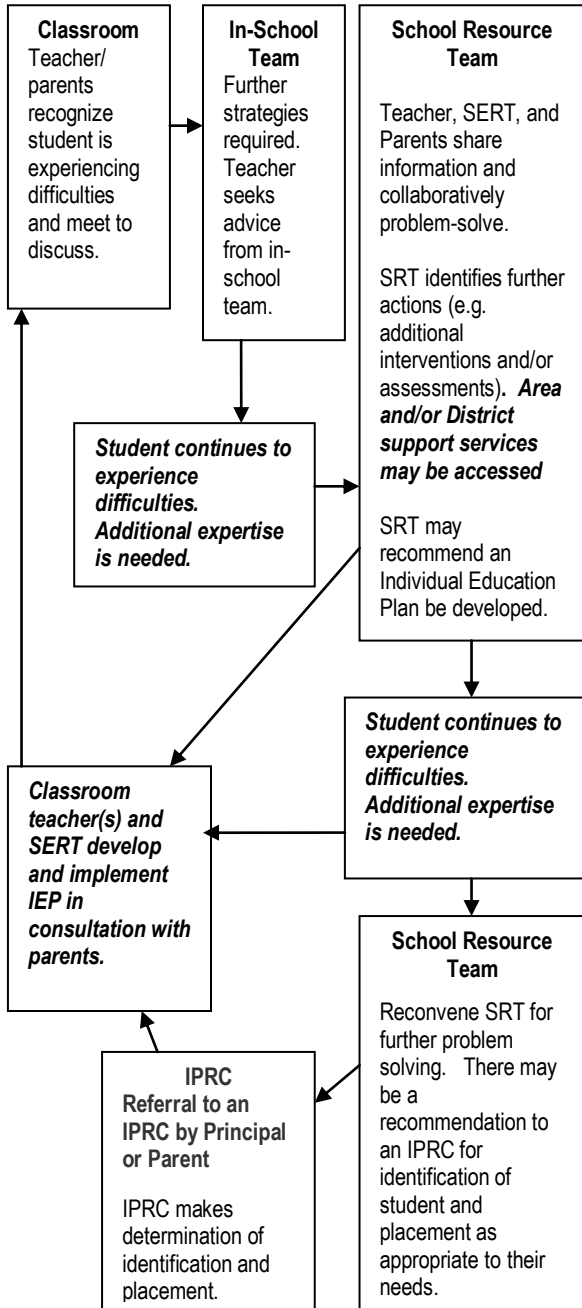 Classroom
Teacher/
parents
recognize
student is
experiencing
difficulties
and meet to
discuss.
In-School
Team
Further
strategies
required.
Teacher
seeks
advice
from in-
school
team.
School Resource
Team
Teacher, SERT, and
Parents share
information and
collaboratively
problem-solve.
SRT identifies further
actions (e.g.
additional
interventions and/or
assessments). Area
and/or District
support services
may be accessed
SRT may
recommend an
Individual Education
Plan be developed.
Student continues to
experience
difficulties.
Additional expertise
is needed.
Student continues to
experience
difficulties.
Additional expertise
is needed.
Classroom
teacher(s) and
SERT develop
and implement
IEP in
consultation with
parents.
School Resource
Team
Reconvene SRT for
further problem
solving. There may
be a
recommendation to
an IPRC for
identification of
student and
placement as
appropriate to their
needs.
IPRC
Referral to an
IPRC by Principal
or Parent
IPRC makes
determination of
identification and
placement.